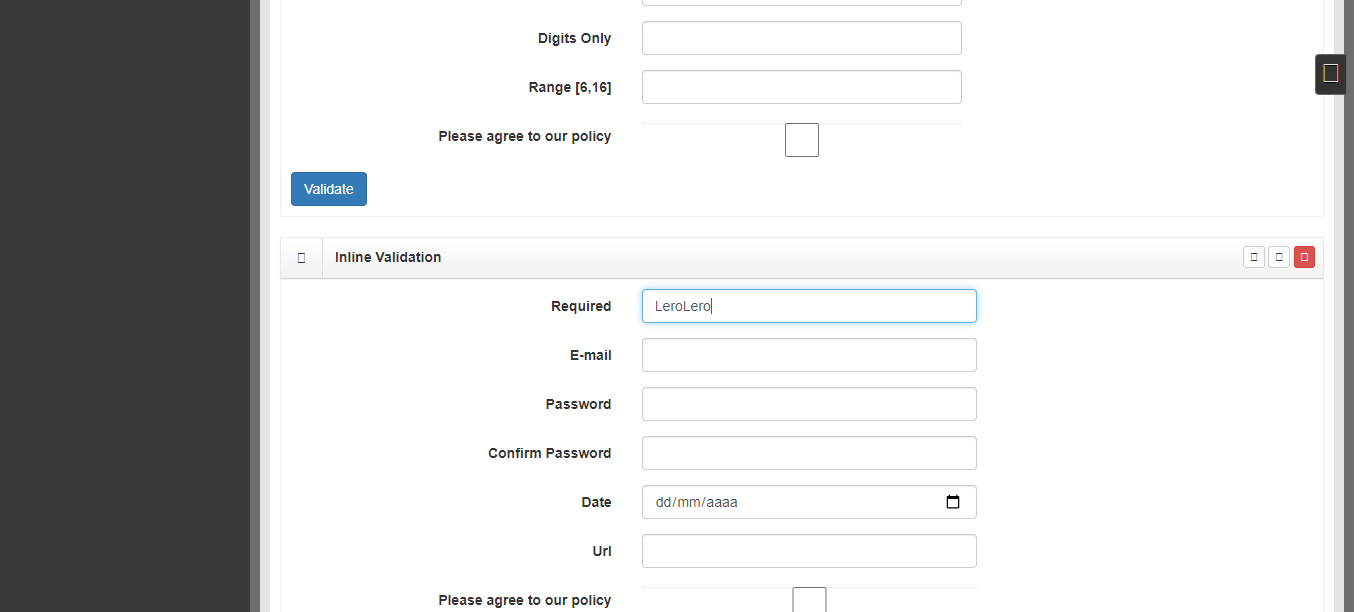 Digits Only
Range [6,16]
Please agree to our policy
Validate
Inline Validation
Required LeroLero
E-mail
Password
Confirm Password
Date dd/mm/aaaa
Url
Please agree to our policy